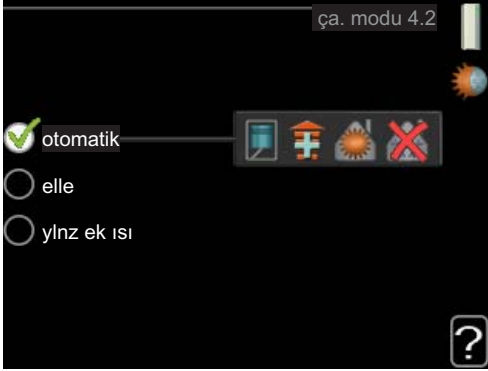 ça. modu 4.2
otomatik
elle
ylnz ek ısı
?